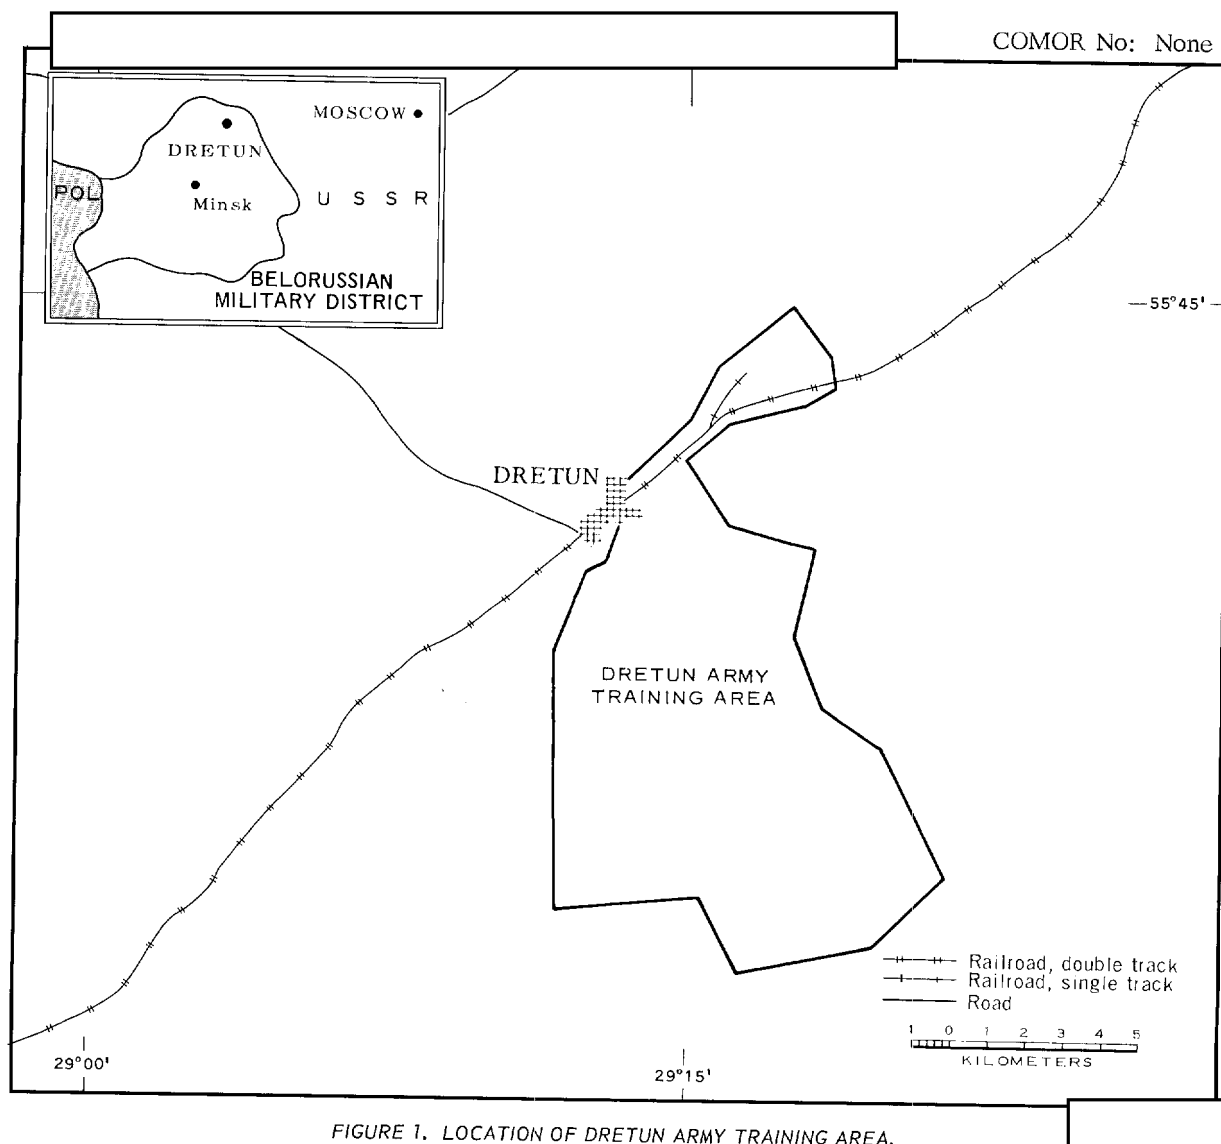 COMOR No: None
MOSCOW
DRETUN
POL
Minsk
U S S R
BELORUSSIAN
MILITARY DISTRICT
55°45'
DRETUN
DRETUN ARMY
TRAINING AREA
Railroad, double track
Railroad, single track
Road
1 0 1 2 3 4 5
KILOMETERS
29°00'
29°15'
FIGURE 1. LOCATION OF DRETUN ARMY TRAINING AREA.